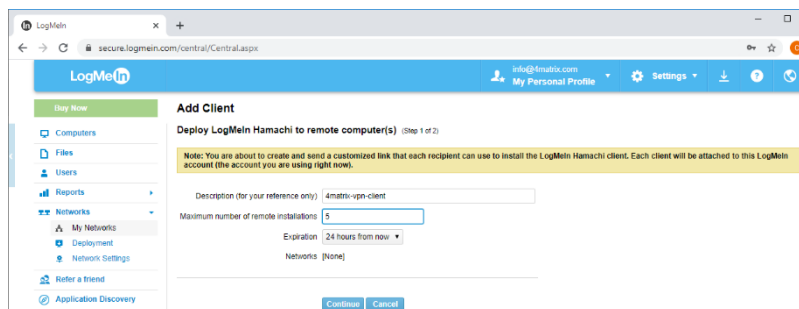 LogMeIn
secure.logmein.com/central/Central.aspx
LogMeIn
info@4matrix.com
My Personal Profile
Settings
Buy Now
Computers
Files
Users
Reports
Networks
My Networks
Deployment
Network Settings
Refer a friend
Application Discovery
Add Client
Deploy LogMeIn Hamachi to remote computer(s) (Step 1 of 2)
Note: You are about to create and send a customized link that each recipient can use to install the LogMeIn Hamachi client. Each client will be attached to this LogMeIn
account (the account you are using right now).
Description (for your reference only) 4matrix-vpn-client
Maximum number of remote installations 5
Expiration 24 hours from now
Networks [None]
Continue Cancel